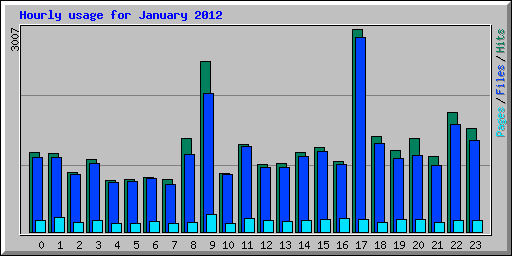 Hourly usage for January 2012
3007
Pages / Files / Hits
0 1 2 3 4 5 6 7 8 9 10 11 12 13 14 15 16 17 18 19 20 21 22 23